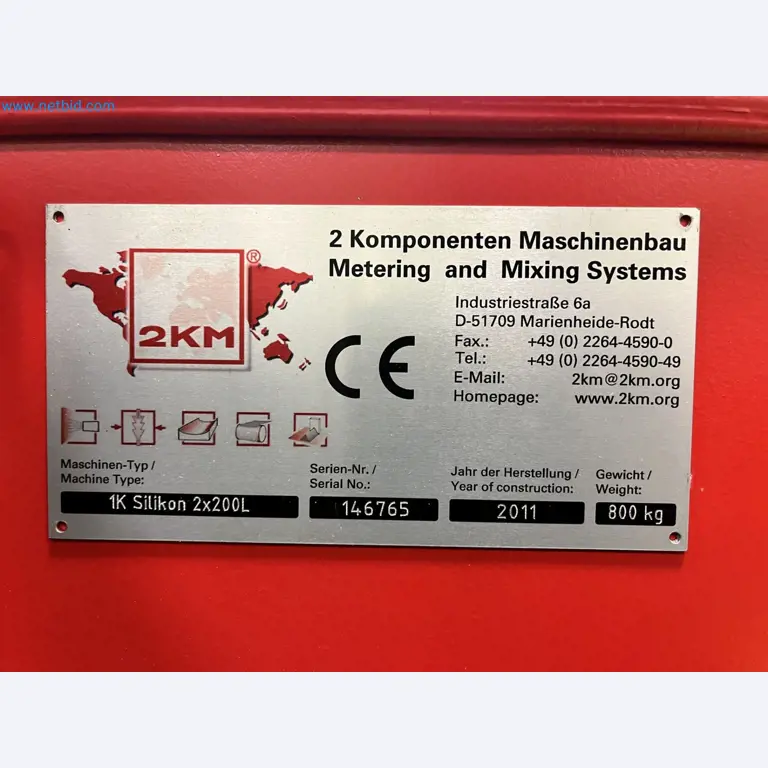 www.netbid.com
2 Komponenten Maschinenbau
Metering and Mixing Systems
®
2KM
Industriestraße 6a
D-51709 Marienheide-Rodt
Fax.: +49 (0) 2264-4590-0
Tel.: +49 (0) 2264-4590-49
E-Mail: 2km@2km.org
Homepage: www.2km.org
CE
Maschinen-Typ /
Machine Type:
1K Silikon 2x200L
Serien-Nr. /
Serial No.:
146765
Jahr der Herstellung /
Year of construction:
2011
Gewicht /
Weight:
800 kg